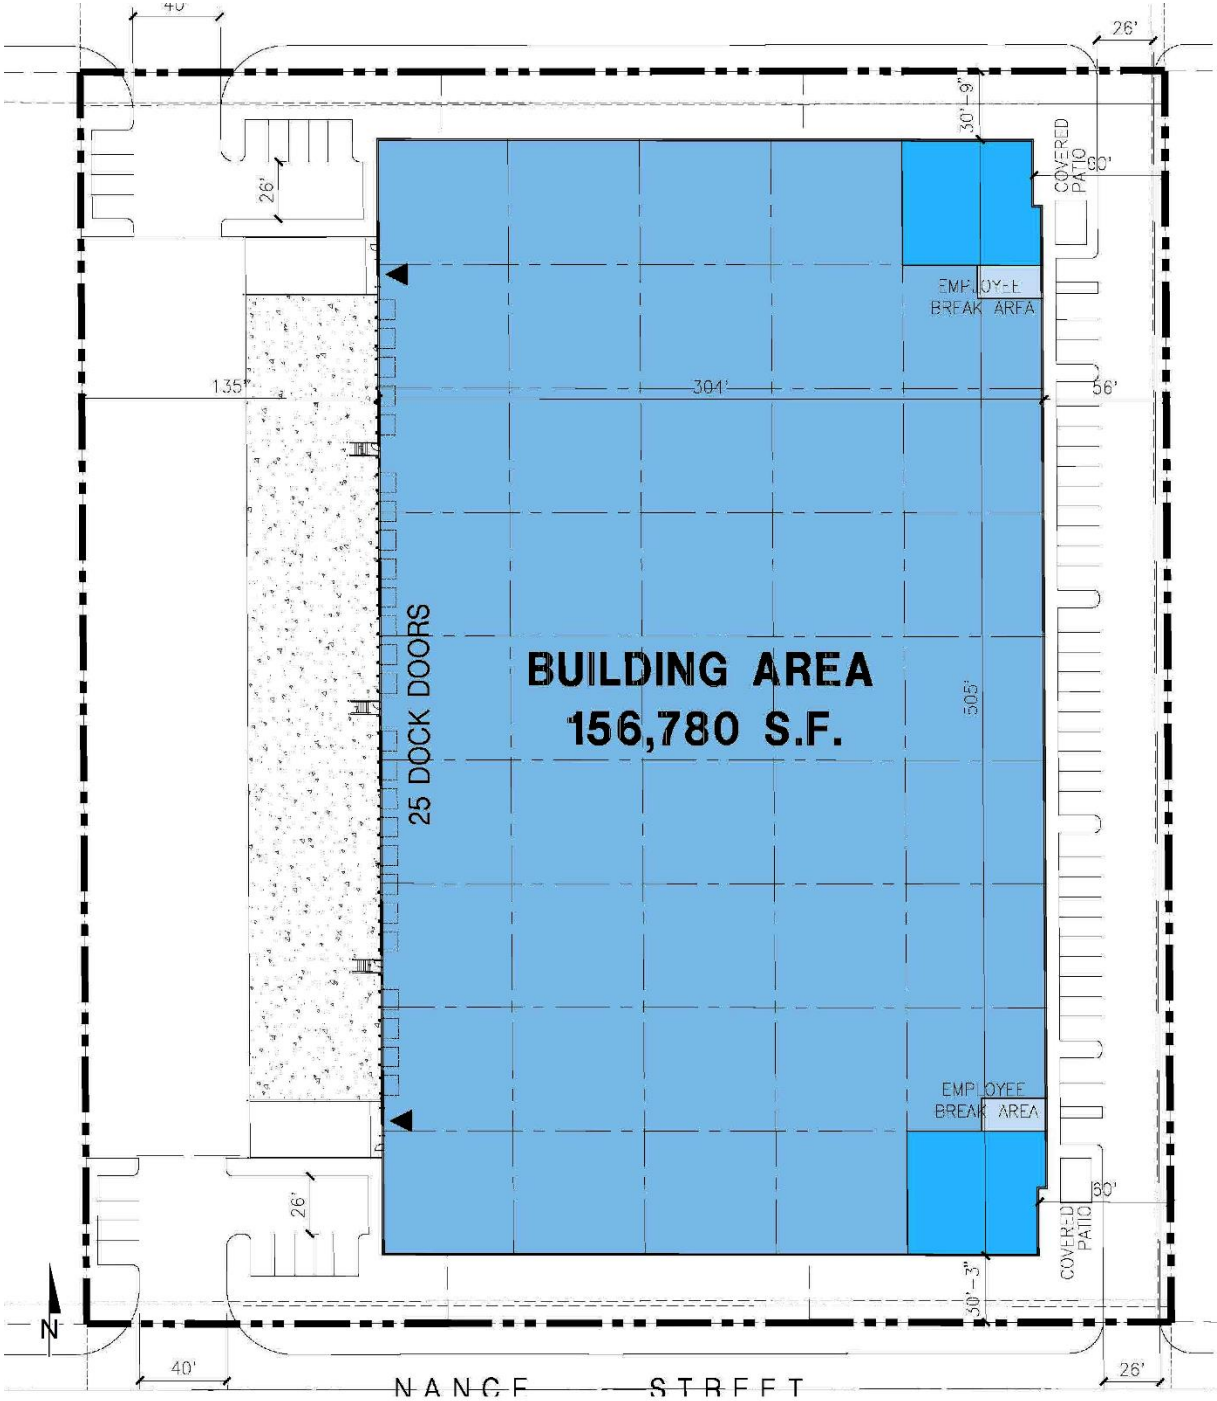 40'
26'
30'-9"
COVERED
PATIO
60'
26'
EMPLOYEE
BREAK AREA
135'
304'
56'
25 DOCK DOORS
BUILDING AREA
156,780 S.F.
505'
EMPLOYEE
BREAK AREA
26'
60'
COVERED
PATIO
30'-3"
N
40'
26'
NANCE STREET